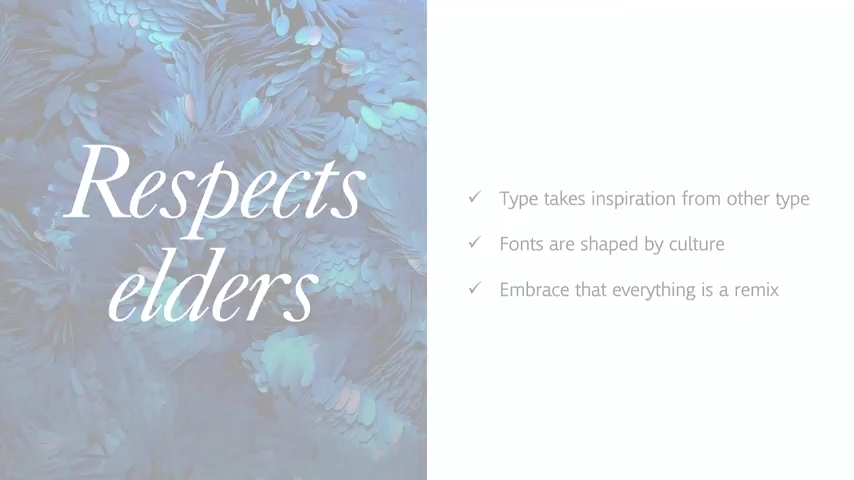 Respects
elders
✓ Type takes inspiration from other type
✓ Fonts are shaped by culture
✓ Embrace that everything is a remix